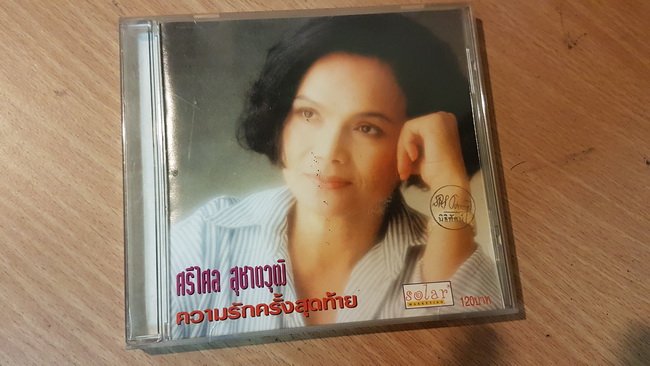 ศรีไศล สุชาตวุฒิ
ความรักครั้งสุดท้าย
solar
MARKETING
120บาท